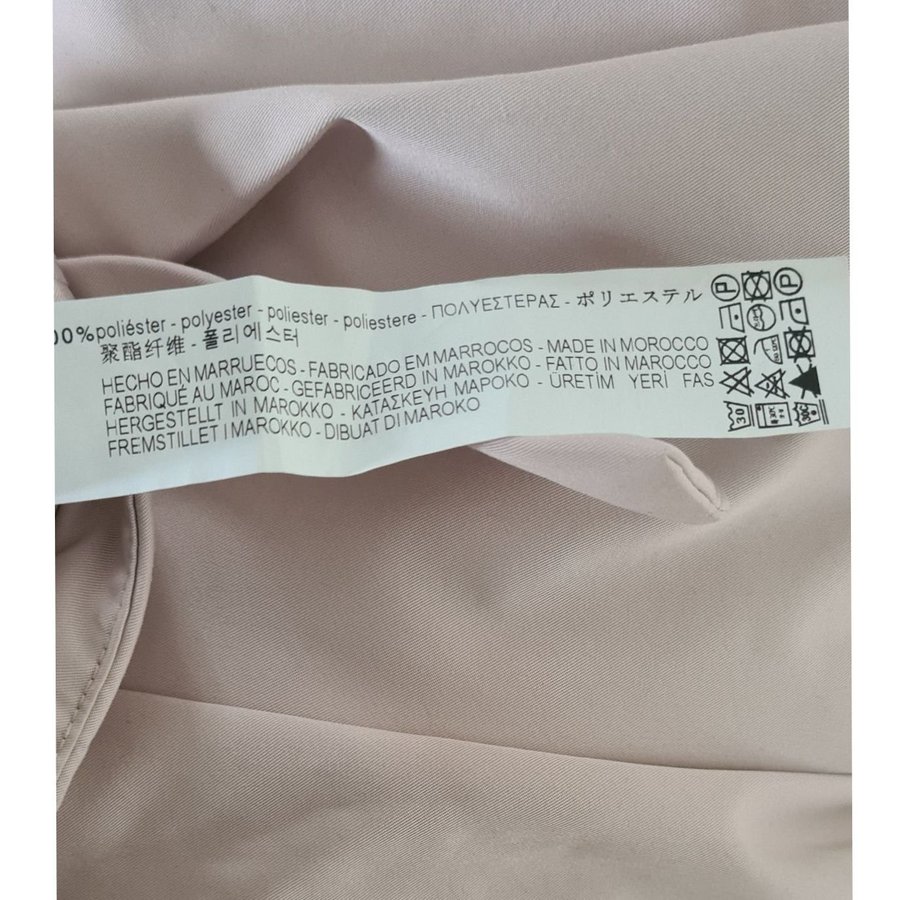 00%poliéster - polyester - poliester - poliestere - ΠΟΛΥΕΣΤΕΡΑΣ - ポリエステル
聚酯纤维 - 폴리에스터
HECHO EN MARRUECOS - FABRICADO EM MARROCOS - MADE IN MOROCCO
FABRIQUÉ AU MAROC - GEFABRICEERD IN MAROKKO - FATTO IN MAROCCO
HERGESTELLT IN MAROKKO - ΚΑΤΑΣΚΕΥΗ ΜΑΡΟΚΟ - ÜRETİM YERİ FAS
FREMSTILLET I MAROKKO - DIBUAT DI MAROKO
P P
30